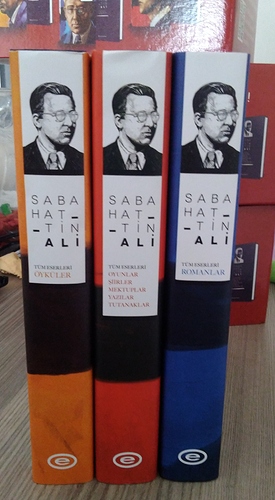 SABA
HAT
TİN
ALİ
TÜM ESERLERİ
ÖYKÜLER
e
SABA
HAT
TİN
ALİ
TÜM ESERLERİ
OYUNLAR
ŞİİRLER
MEKTUPLAR
YAZILAR
TUTANAKLAR
e
SABA
HAT
TİN
ALİ
TÜM ESERLERİ
ROMANLAR
e